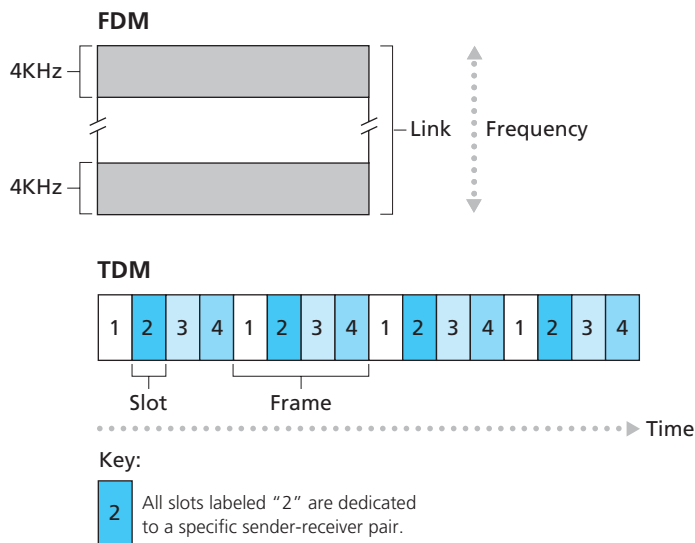 FDM
4KHz
Link Frequency
4KHz
TDM
1 2 3 4 1 2 3 4 1 2 3 4 1 2 3 4
Slot Frame
Time
Key:
2 All slots labeled “2” are dedicated
to a specific sender-receiver pair.